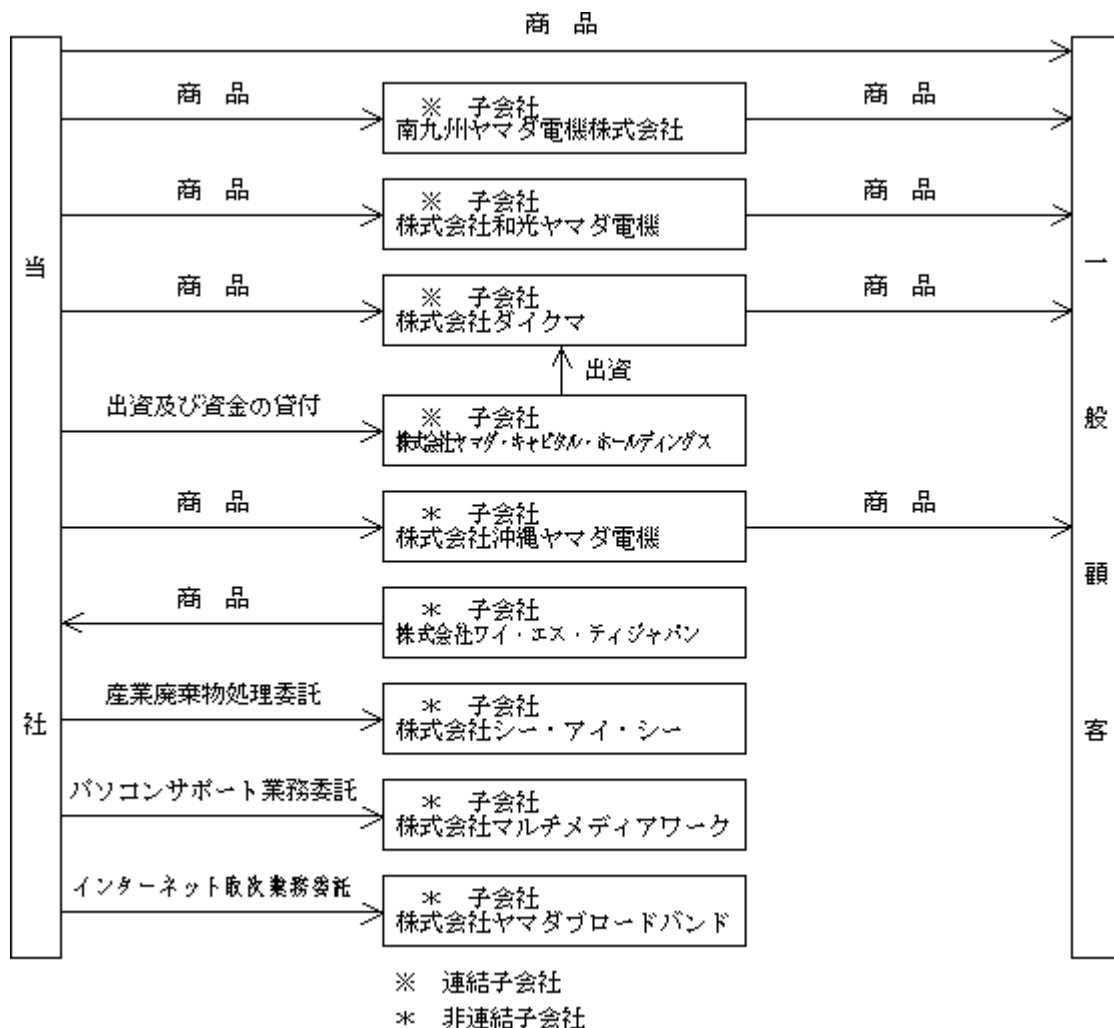 商 品
商 品
※ 子会社
南九州ヤマダ電機株式会社
商 品
商 品
※ 子会社
株式会社和光ヤマダ電機
商 品
商 品
※ 子会社
株式会社ダイクマ
商 品
出資
出資及び資金の貸付
※ 子会社
株式会社ヤマダ・キャピタル・ホールディングス
商 品
* 子会社
株式会社沖縄ヤマダ電機
商 品
商 品
* 子会社
株式会社ワイ・エス・ティジャパン
産業廃棄物処理委託
* 子会社
株式会社シー・アイ・シー
パソコンサポート業務委託
* 子会社
株式会社マルチメディアワーク
インターネット取次業務委託
* 子会社
株式会社ヤマダブロードバンド
当社
一般顧客
※ 連結子会社
* 非連結子会社